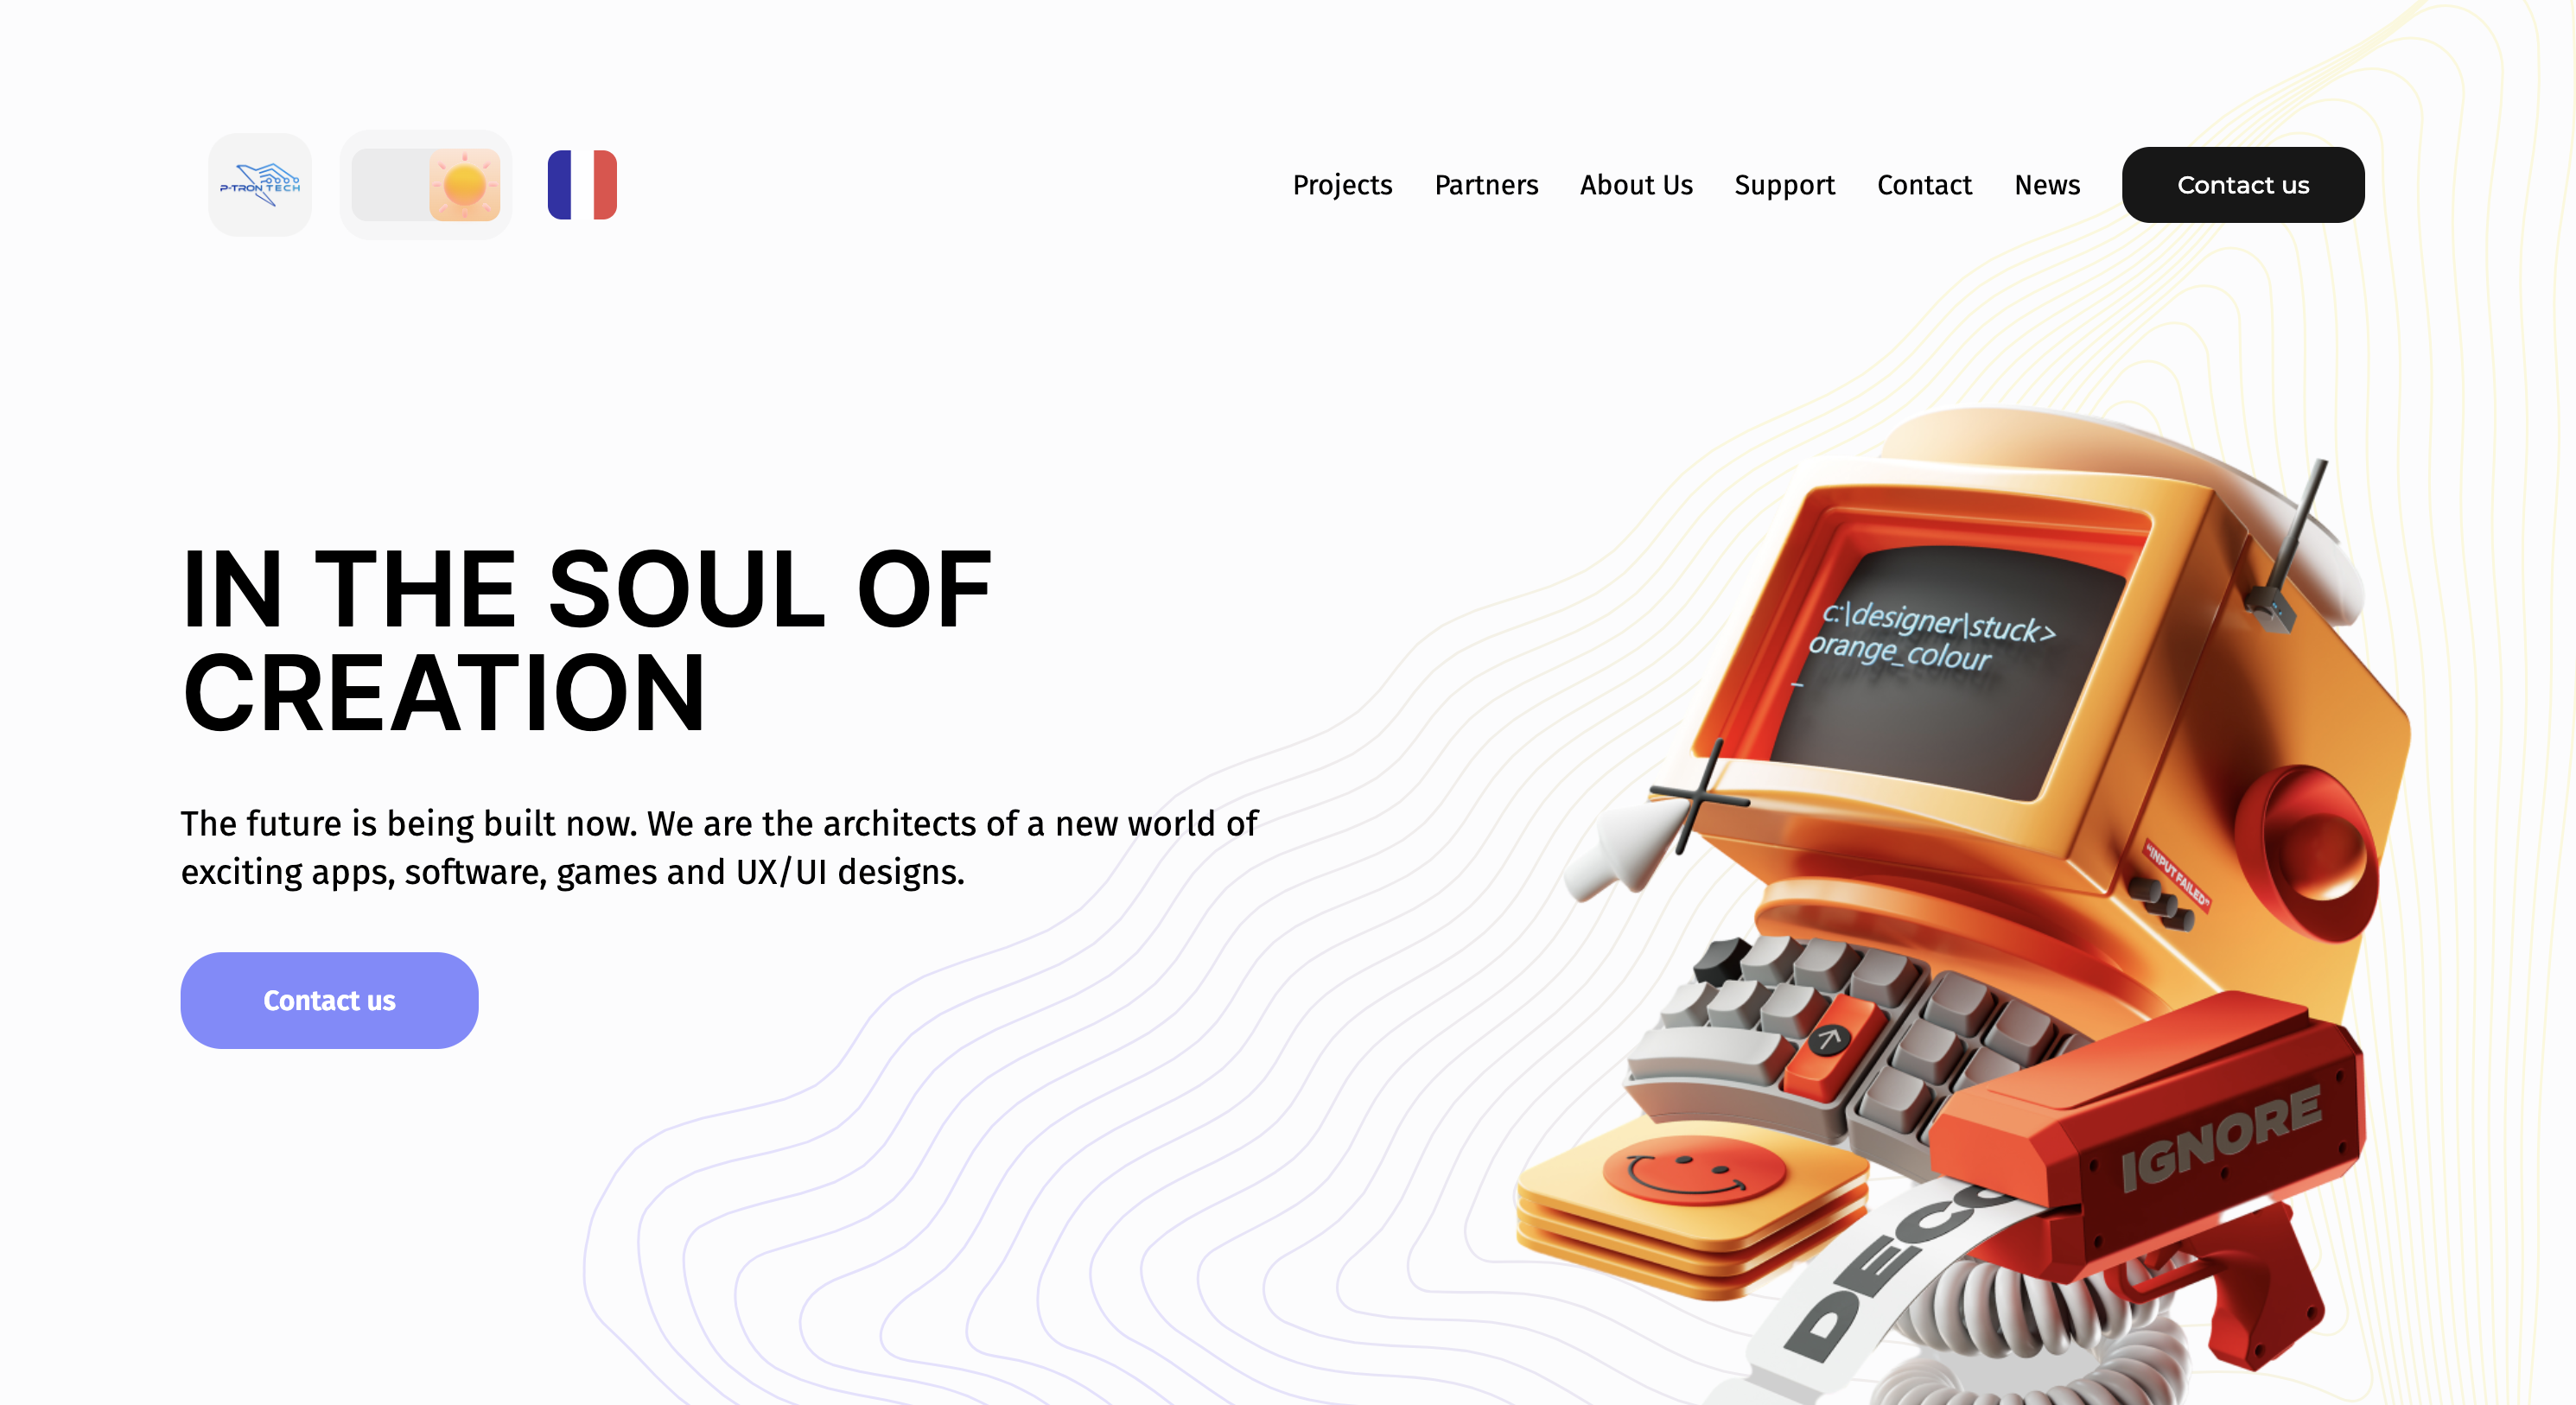 P-TRON TECH
Projects
Partners
About Us
Support
Contact
News
Contact us
IN THE SOUL OF
CREATION
The future is being built now. We are the architects of a new world of
exciting apps, software, games and UX/UI designs.
Contact us
c:\designer\stuck>
orange_colour
_
"INPUT FAILED"
IGNORE